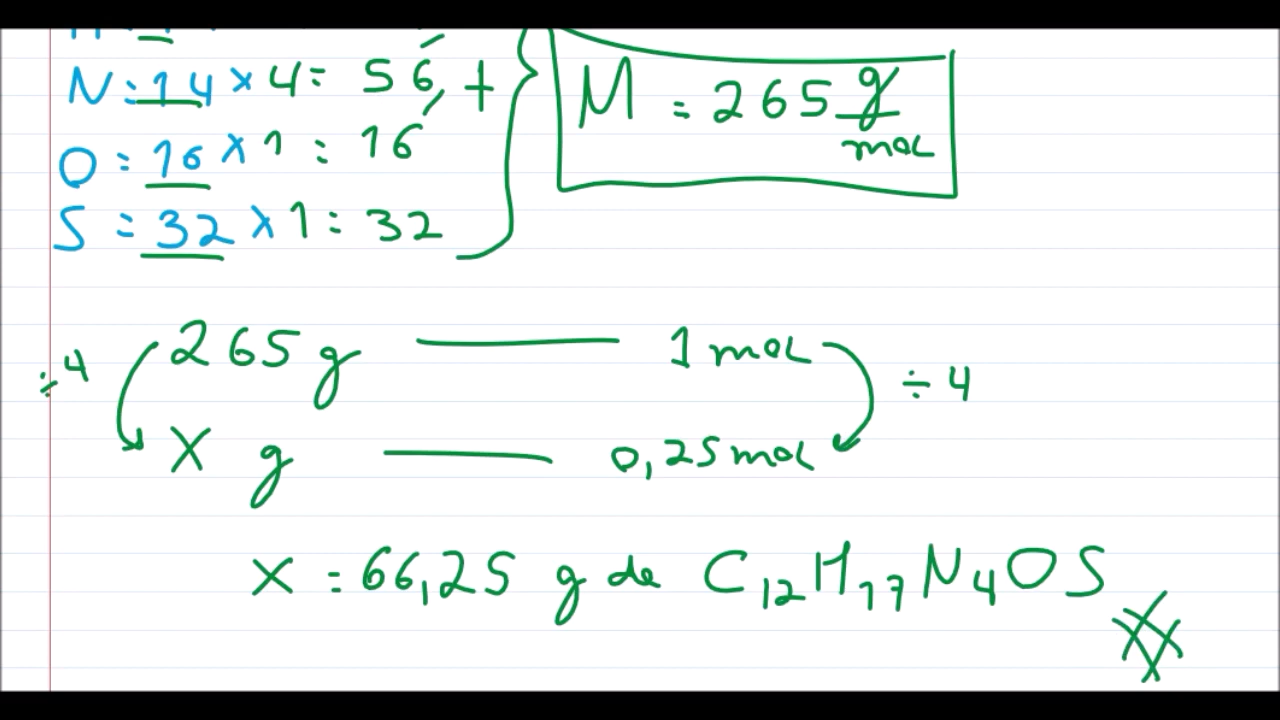 N: 14 x 4 = 56, +
O = 16 x 1 = 16
S = 32 x 1 = 32
M = 265 g/mol
÷4 265 g —— 1 mol ÷4
X g —— 0,25 mol
X = 66,25 g de C₁₂H₁₇N₄OS